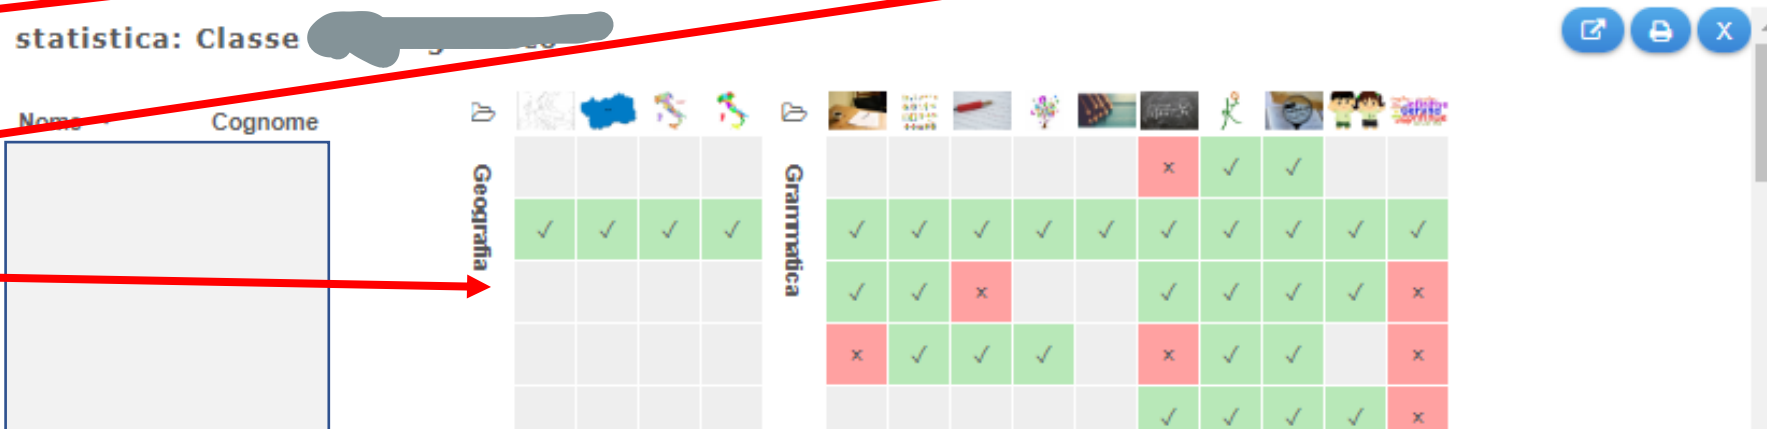 statistica: Classe
X
Nome Cognome
Geografia
Grammatica
x ✓ ✓
✓ ✓ ✓ ✓ ✓ ✓ ✓ ✓ ✓ ✓ ✓ ✓ ✓ ✓
✓ ✓ x ✓ ✓ ✓ ✓ x
x ✓ ✓ ✓ x ✓ ✓ x
✓ ✓ ✓ ✓ x